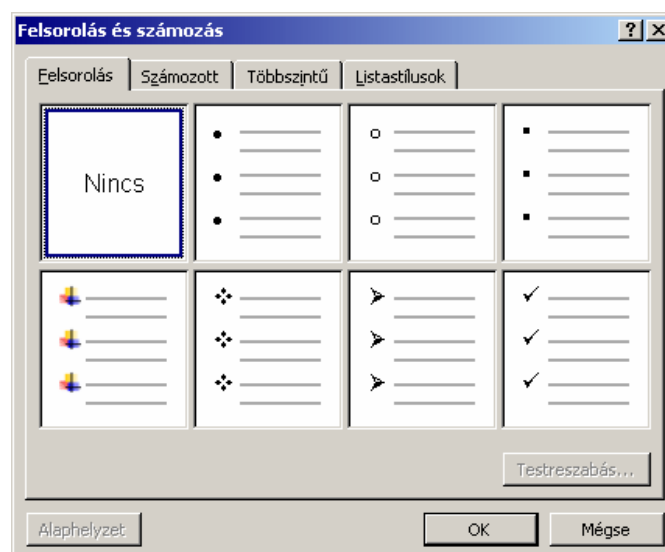 Felsorolás és számozás
Felsorolás Számozott Többszintű Listastílusok
Nincs
Testreszabás...
Alaphelyzet OK Mégse